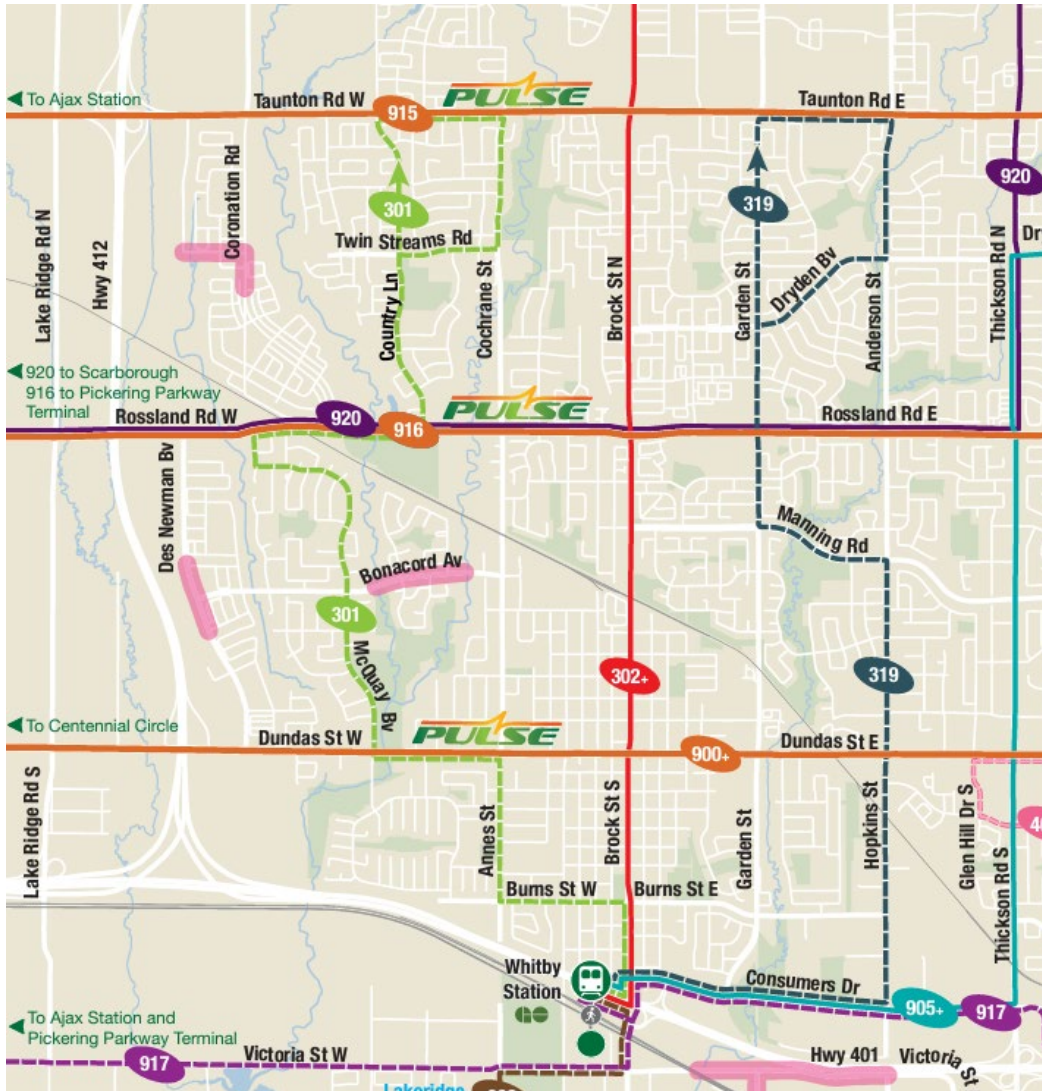 PULSE
Taunton Rd W
915
Taunton Rd E
To Ajax Station
Coronation Rd
920
301
319
Twin Streams Rd
Lake Ridge Rd N
Hwy 412
Country Ln
Cochrane St
Brock St N
Garden St
Dryden Bv
Anderson St
Thickson Rd N
920 to Scarborough
916 to Pickering Parkway
Terminal
PULSE
Rossland Rd W
920
916
Rossland Rd E
Des Newman Bv
Manning Rd
Bonacord Av
301
McQuay Bv
302+
319
To Centennial Circle
PULSE
Dundas St W
900+
Dundas St E
Lake Ridge Rd S
Annes St
Brock St S
Garden St
Hopkins St
Glen Hill Dr S
Thickson Rd S
Burns St W
Burns St E
Whitby
Station
Consumers Dr
905+
917
To Ajax Station and
Pickering Parkway Terminal
917
Victoria St W
Hwy 401
Victoria St
Lakeridge